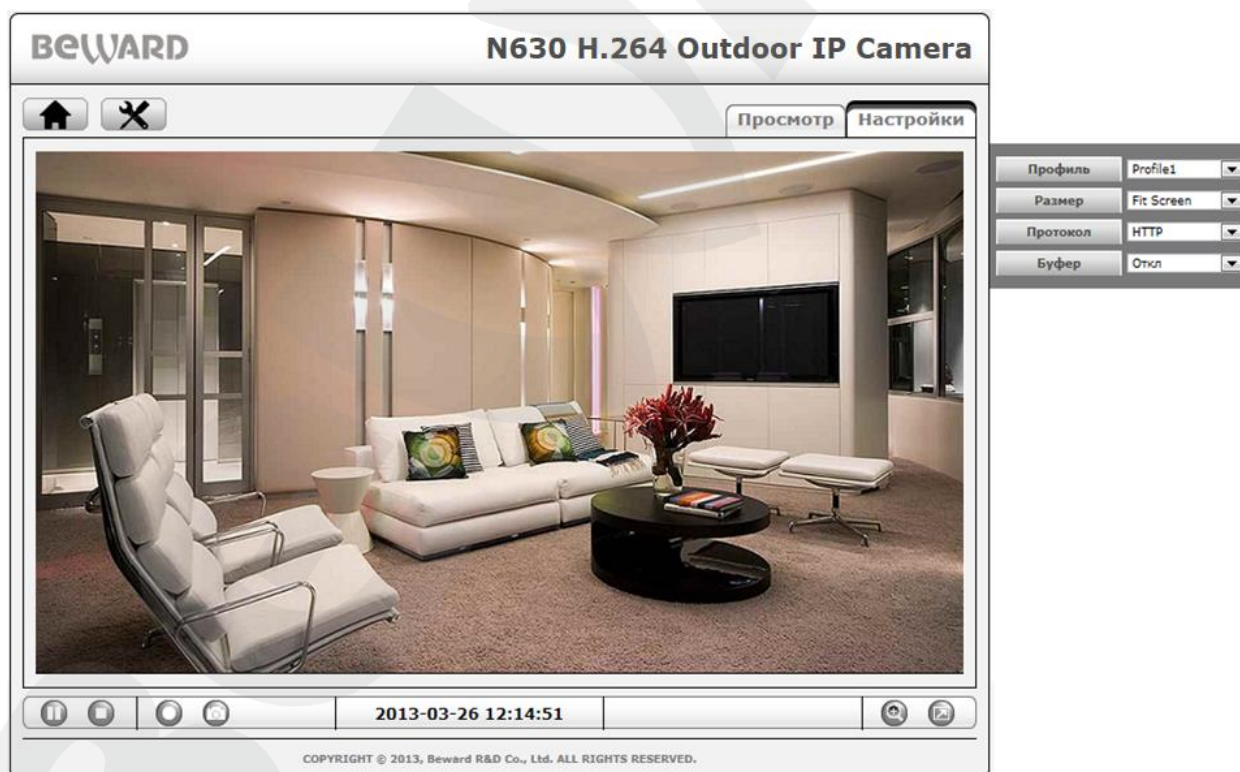 BEWARD
N630 H.264 Outdoor IP Camera
Просмотр
Настройки
Профиль Profile1
Размер Fit Screen
Протокол HTTP
Буфер Откл
2013-03-26 12:14:51
COPYRIGHT © 2013, Beward R&D Co., Ltd. ALL RIGHTS RESERVED.